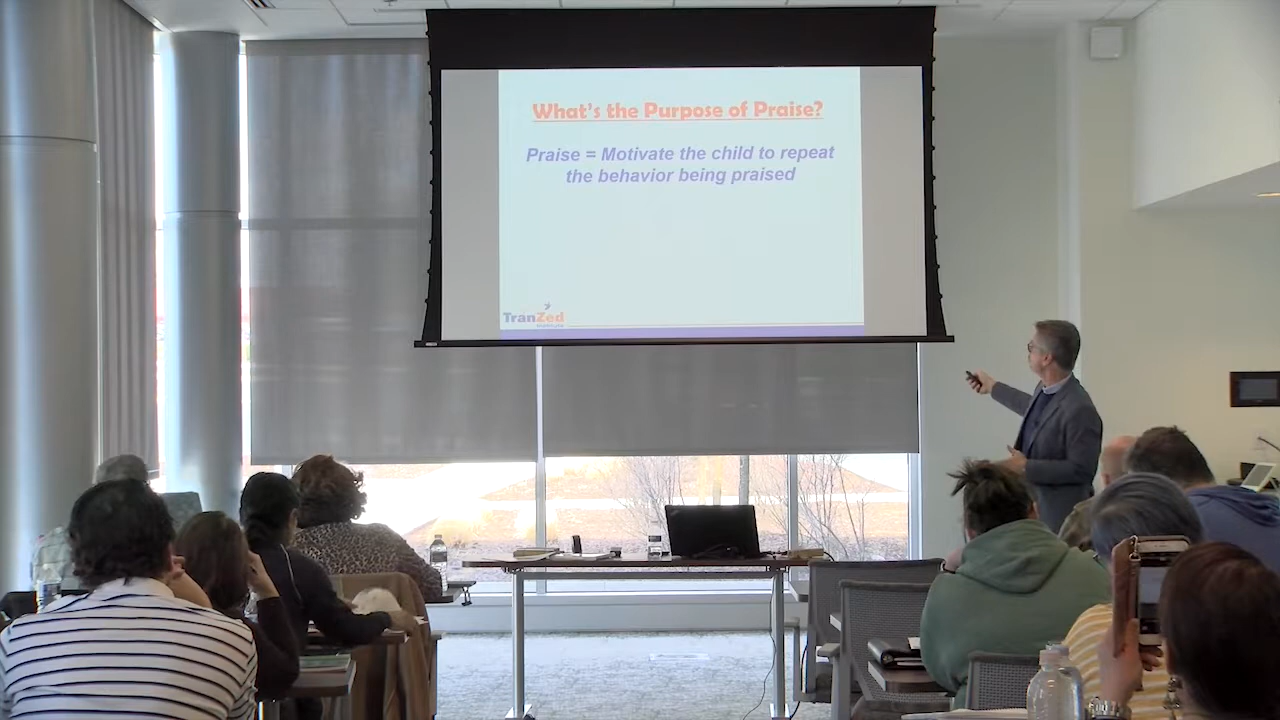 What's the Purpose of Praise?
Praise = Motivate the child to repeat
the behavior being praised
TranZed